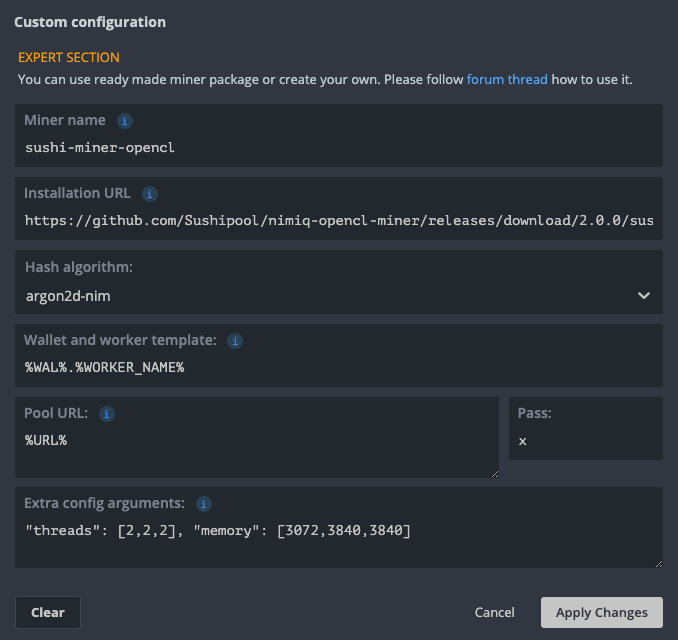 Custom configuration
EXPERT SECTION
You can use ready made miner package or create your own. Please follow forum thread how to use it.
Miner name i
sushi-miner-opencl
Installation URL i
https://github.com/Sushipool/nimiq-opencl-miner/releases/download/2.0.0/sus
Hash algorithm:
argon2d-nim
Wallet and worker template: i
%WAL%.%WORKER_NAME%
Pool URL: i
%URL%
Pass:
x
Extra config arguments: i
"threads": [2,2,2], "memory": [3072,3840,3840]
Clear
Cancel
Apply Changes